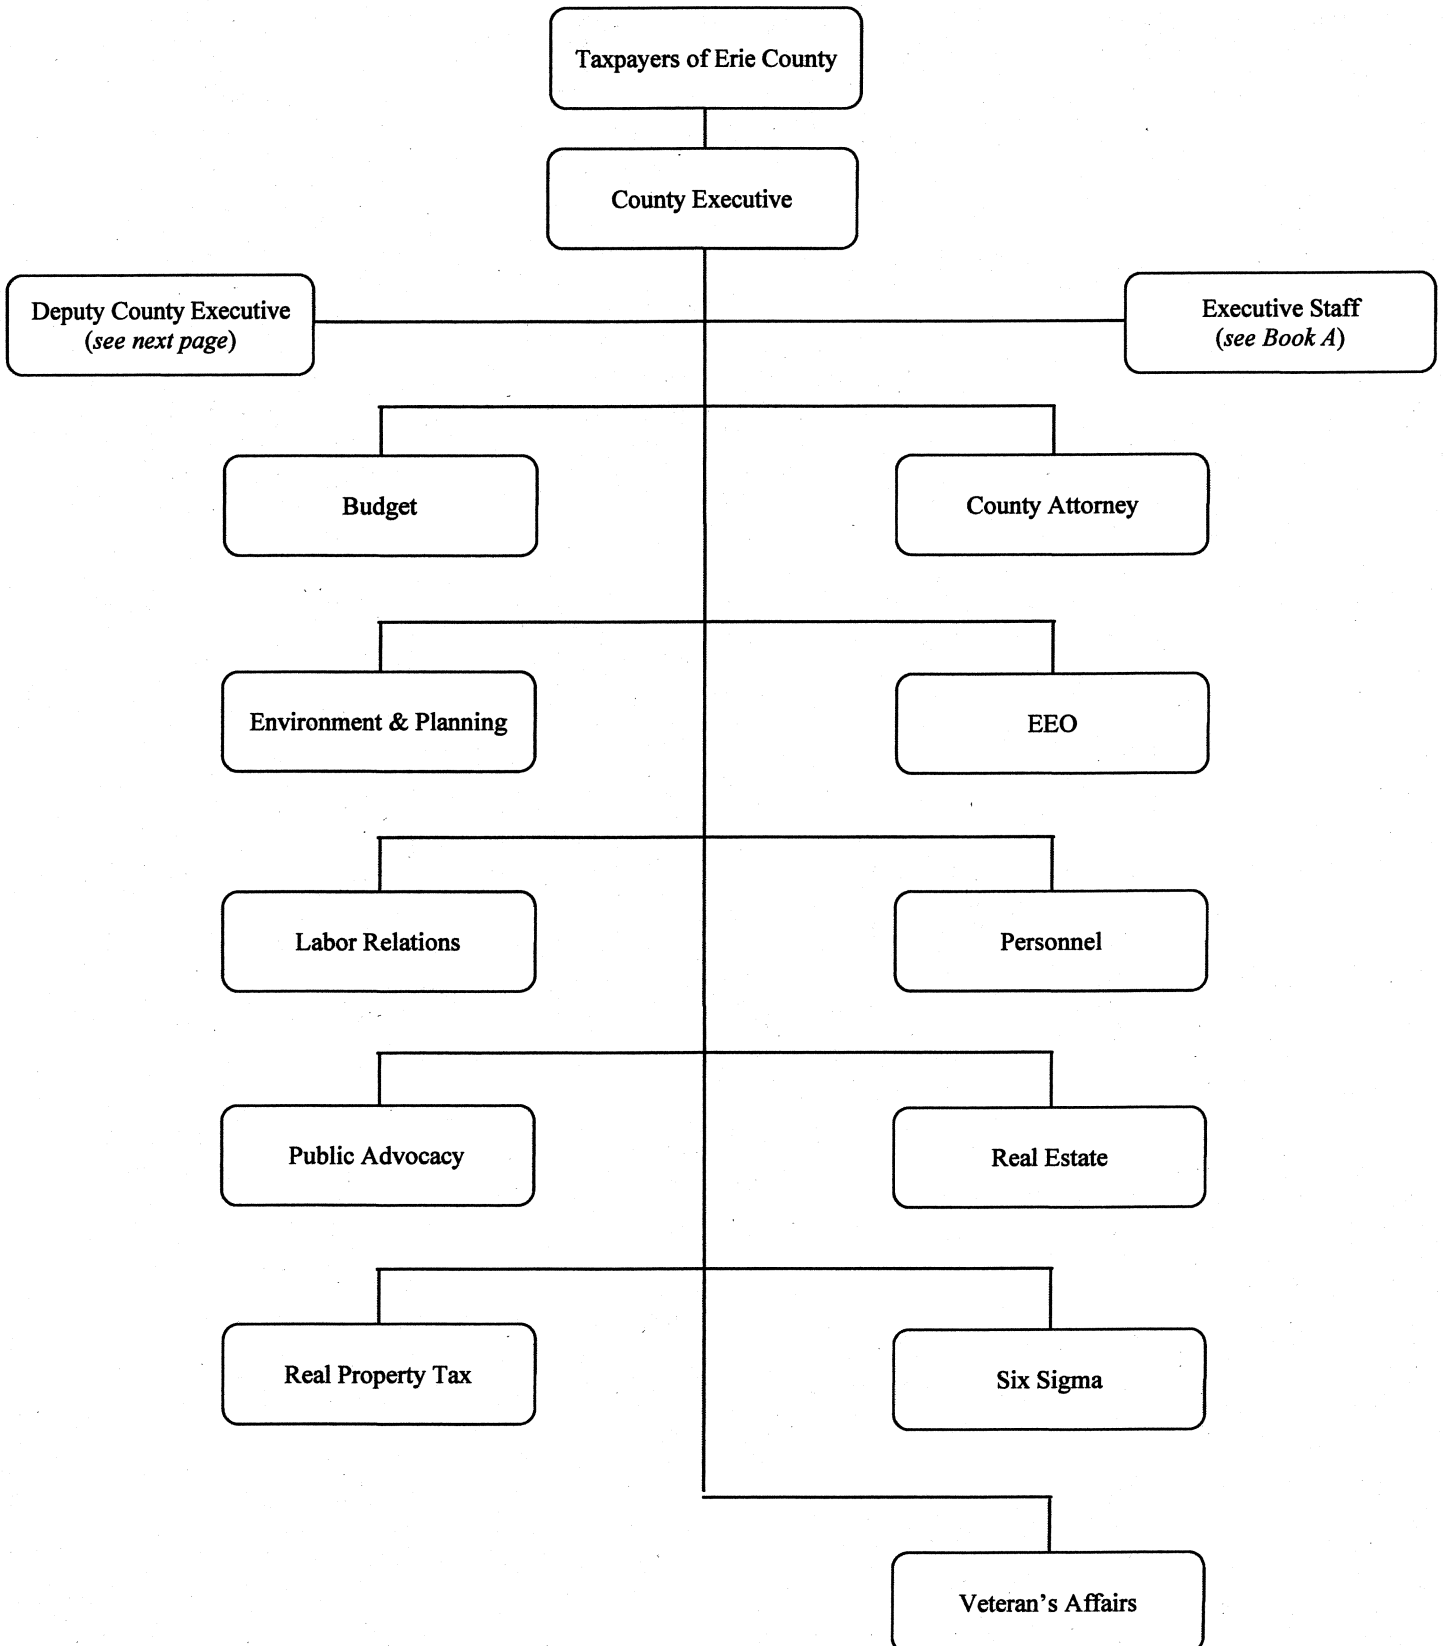 Taxpayers of Erie County
County Executive
Deputy County Executive
(see next page)
Executive Staff
(see Book A)
Budget
County Attorney
Environment & Planning
EEO
Labor Relations
Personnel
Public Advocacy
Real Estate
Real Property Tax
Six Sigma
Veteran's Affairs